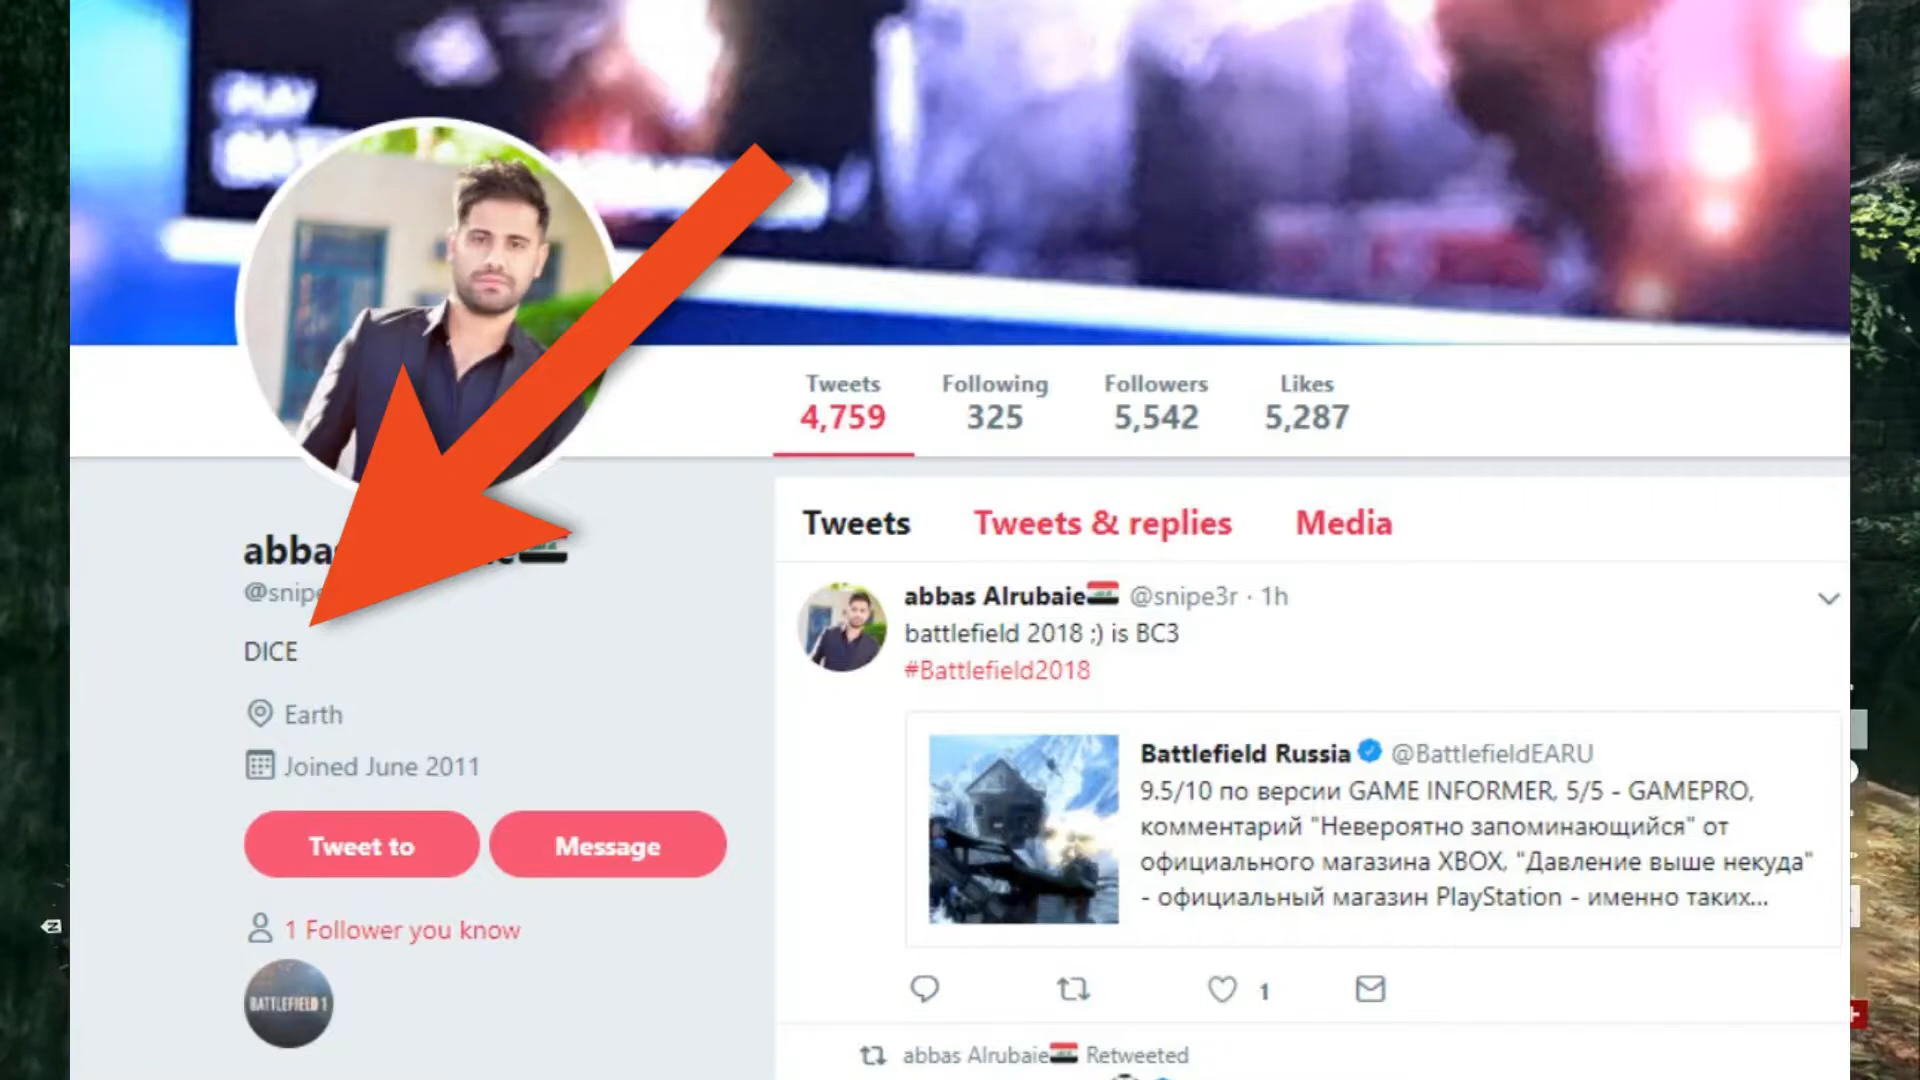 PLAY
Tweets
4,759
Following
325
Followers
5,542
Likes
5,287
abba
@snipe
DICE
Earth
Joined June 2011
Tweet to
Message
1 Follower you know
BATTLEFIELD 1
Tweets
Tweets & replies
Media
abbas Alrubaie @snipe3r · 1h
battlefield 2018 ;) is BC3
#Battlefield2018
Battlefield Russia @BattlefieldEARU
9.5/10 по версии GAME INFORMER, 5/5 - GAMEPRO,
комментарий "Невероятно запоминающийся" от
официального магазина XBOX, "Давление выше некуда"
- официальный магазин PlayStation - именно таких...
1
abbas Alrubaie Retweeted